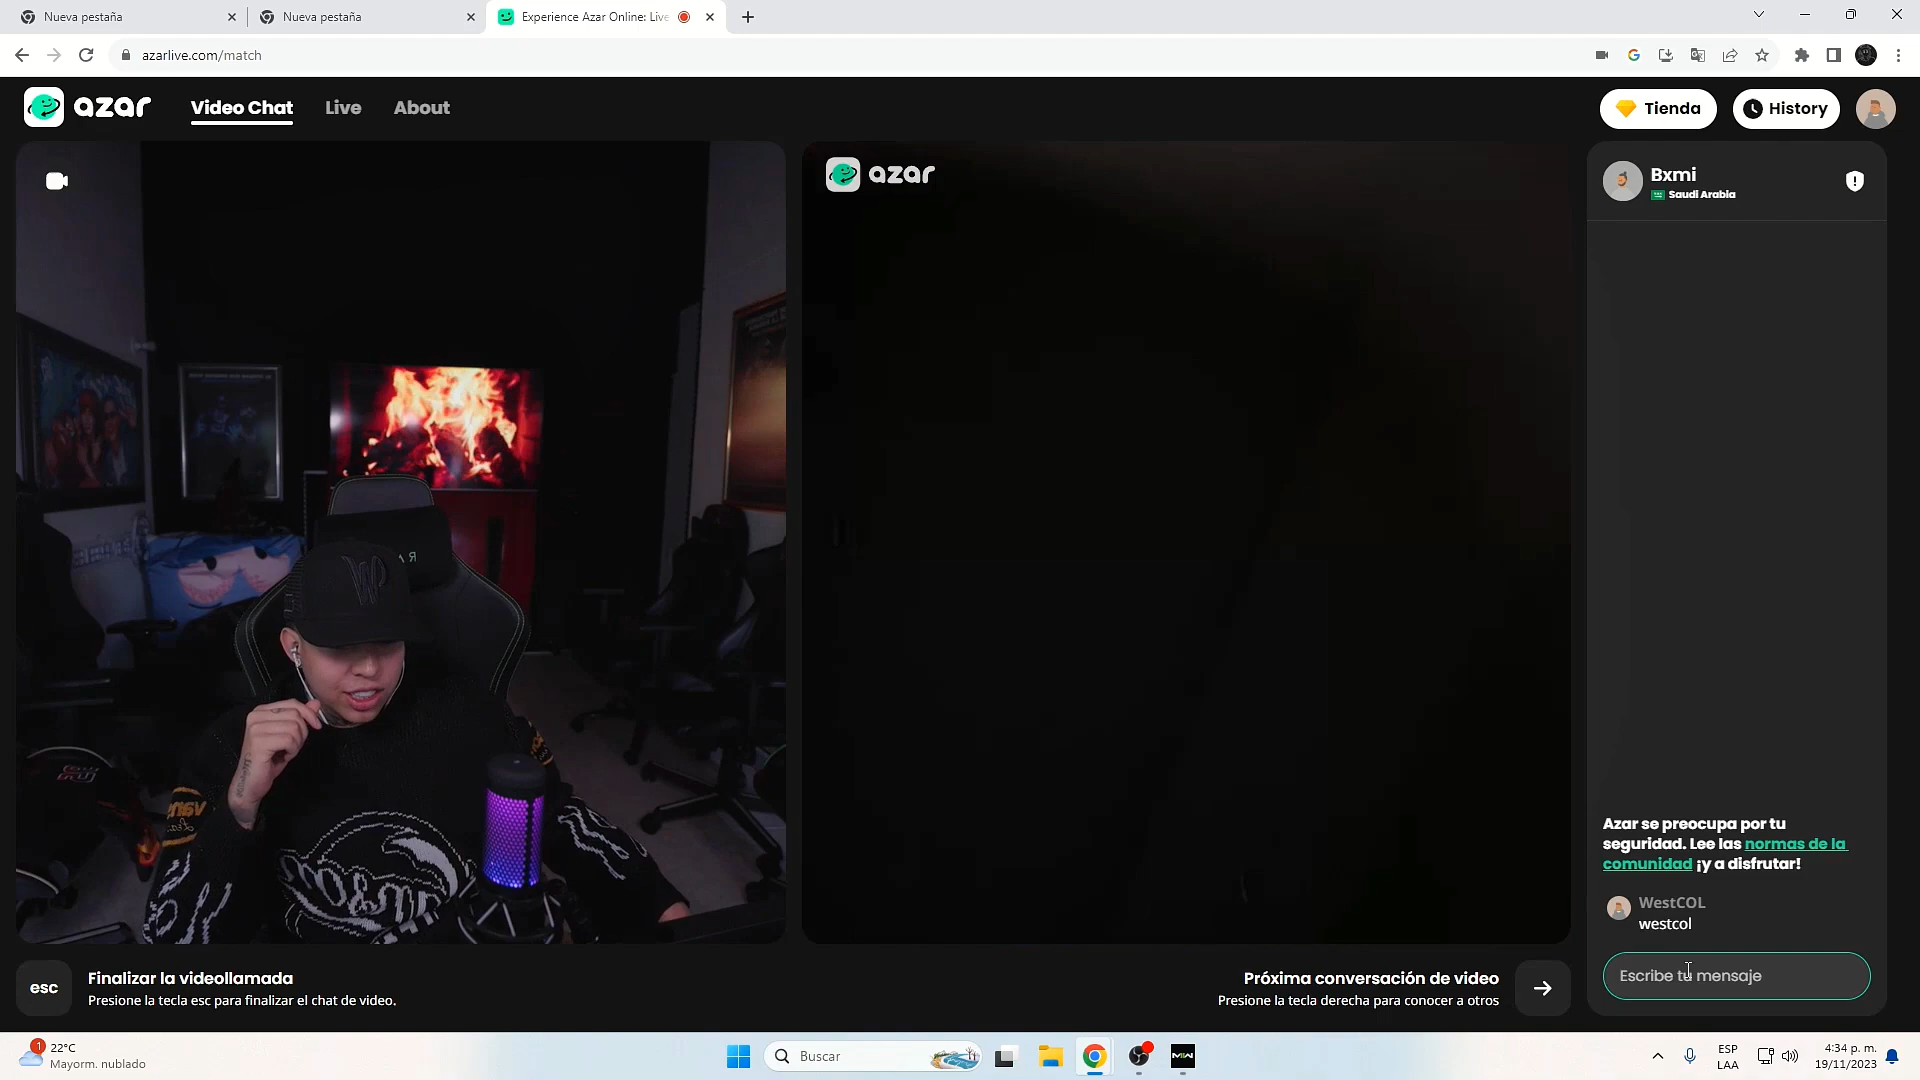 Nueva pestaña
Nueva pestaña
Experience Azar Online: Live
azarlive.com/match
azar
Video Chat
Live
About
Tienda
History
azar
Bxmi
Saudi Arabia
Azar se preocupa por tu
seguridad. Lee las normas de la
comunidad ¡y a disfrutar!
WestCOL
westcol
Escribe tu mensaje
esc
Finalizar la videollamada
Presione la tecla esc para finalizar el chat de video.
Próxima conversación de video
Presione la tecla derecha para conocer a otros
1
22°C
Mayorm. nublado
Buscar
ESP
LAA
4:34 p. m.
19/11/2023